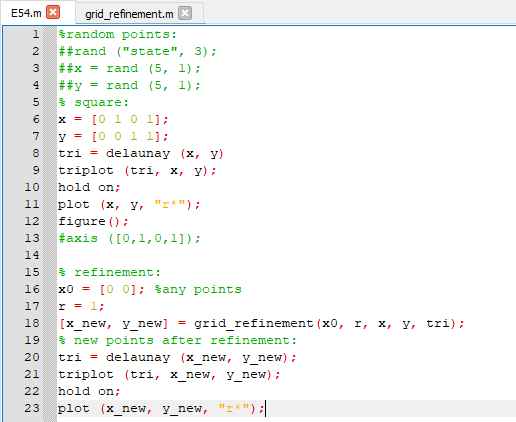 E54.m grid_refinement.m
1 %random points:
2 ##rand ("state", 3);
3 ##x = rand (5, 1);
4 ##y = rand (5, 1);
5 % square:
6 x = [0 1 0 1];
7 y = [0 0 1 1];
8 tri = delaunay (x, y)
9 triplot (tri, x, y);
10 hold on;
11 plot (x, y, "r*");
12 figure();
13 #axis ([0,1,0,1]);
14
15 % refinement:
16 x0 = [0 0]; %any points
17 r = 1;
18 [x_new, y_new] = grid_refinement(x0, r, x, y, tri);
19 % new points after refinement:
20 tri = delaunay (x_new, y_new);
21 triplot (tri, x_new, y_new);
22 hold on;
23 plot (x_new, y_new, "r*");